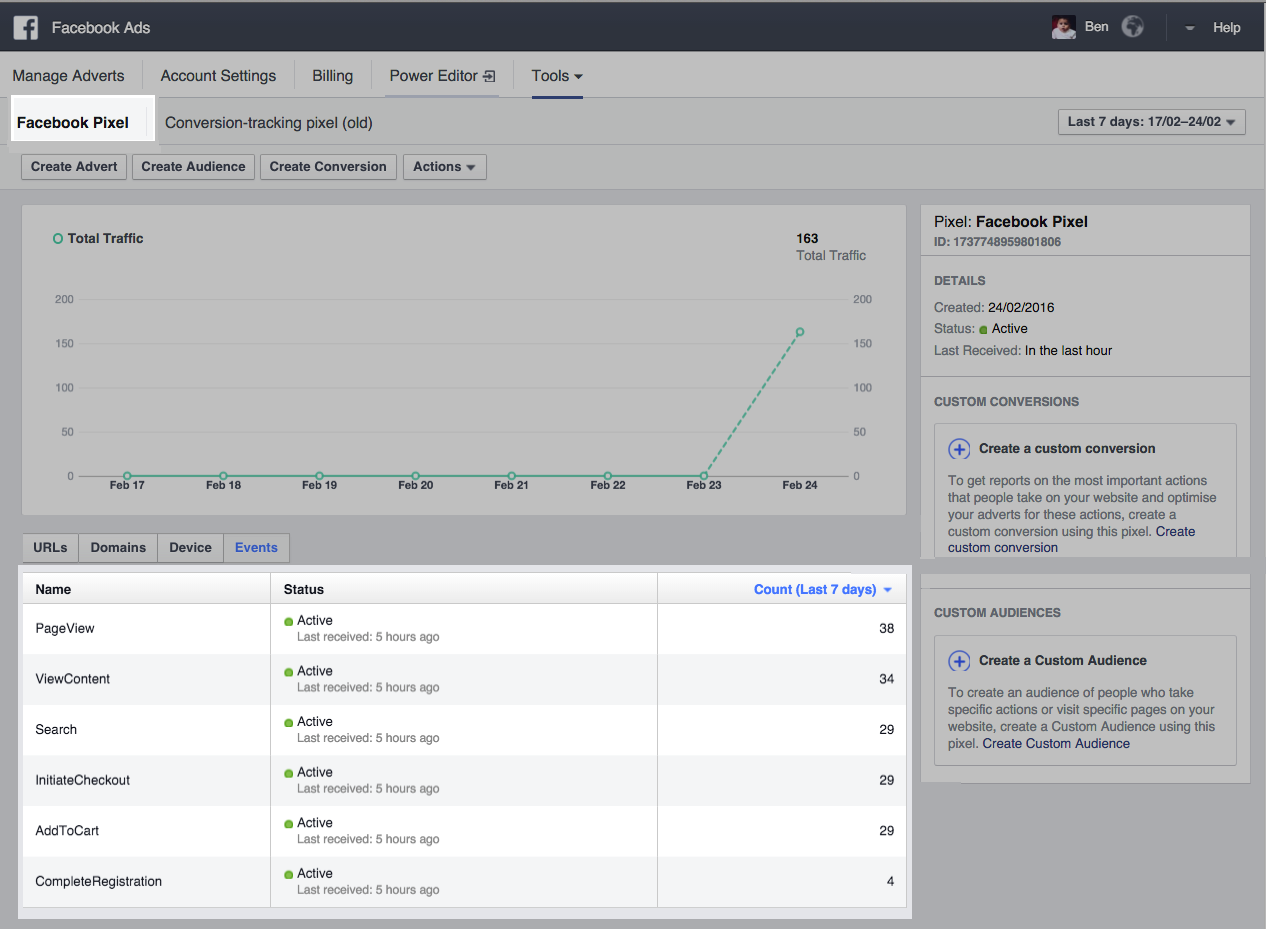 Facebook Ads
Ben
Help
Manage Adverts
Account Settings
Billing
Power Editor
Tools
Facebook Pixel
Conversion-tracking pixel (old)
Last 7 days: 17/02–24/02
Create Advert
Create Audience
Create Conversion
Actions
Total Traffic
163
Total Traffic
200
200
150
150
100
100
50
50
0
0
Feb 17
Feb 18
Feb 19
Feb 20
Feb 21
Feb 22
Feb 23
Feb 24
Pixel: Facebook Pixel
ID: 1737748959801806
DETAILS
Created: 24/02/2016
Status: Active
Last Received: In the last hour
CUSTOM CONVERSIONS
Create a custom conversion
To get reports on the most important actions
that people take on your website and optimise
your adverts for these actions, create a
custom conversion using this pixel. Create
custom conversion
CUSTOM AUDIENCES
Create a Custom Audience
To create an audience of people who take
specific actions or visit specific pages on your
website, create a Custom Audience using this
pixel. Create Custom Audience
URLs
Domains
Device
Events
Name
Status
Count (Last 7 days)
PageView
Active
Last received: 5 hours ago
38
ViewContent
Active
Last received: 5 hours ago
34
Search
Active
Last received: 5 hours ago
29
InitiateCheckout
Active
Last received: 5 hours ago
29
AddToCart
Active
Last received: 5 hours ago
29
CompleteRegistration
Active
Last received: 5 hours ago
4